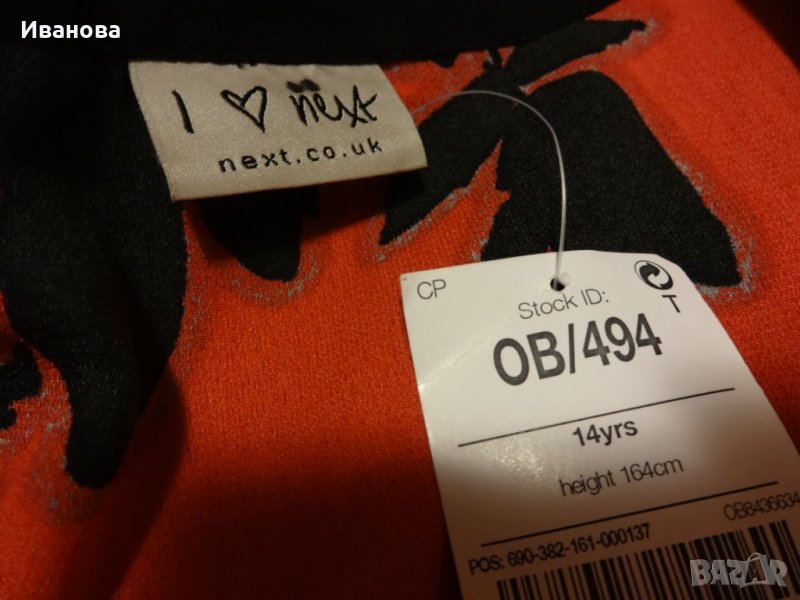 Иванова
I ♡ next
next.co.uk
CP
Stock ID:
T
OB/494
14yrs
height 164cm
OB8436634
POS: 690-382-161-000137
BAZAR